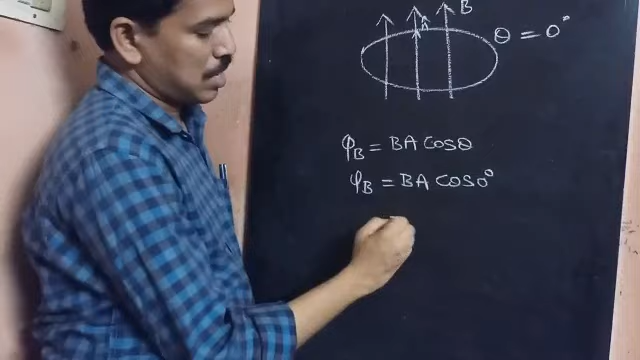 B
n̂
θ = 0°
φB = BA cosθ
φB = BA cos0°